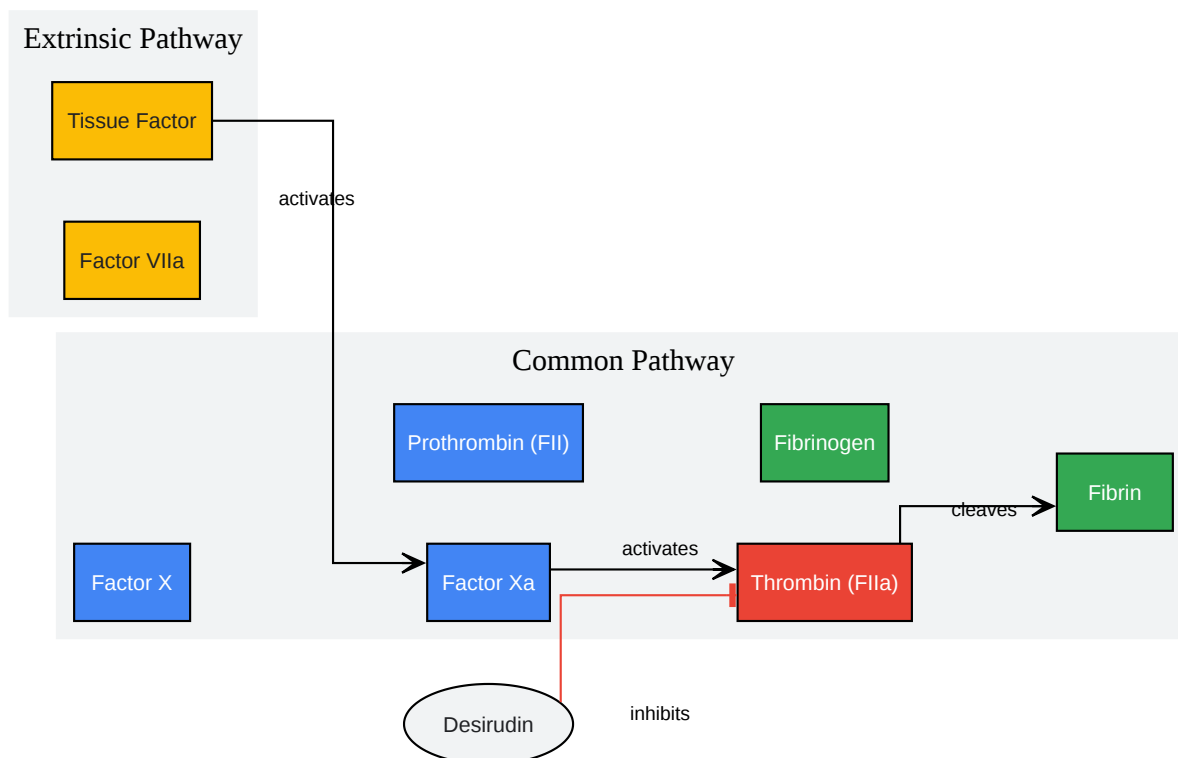 Extrinsic Pathway
Tissue Factor
activates
Factor VIIa
Common Pathway
Prothrombin (FII)
Fibrinogen
Fibrin
cleaves
activates
Factor X
Factor Xa
Thrombin (FIIa)
Desirudin
inhibits